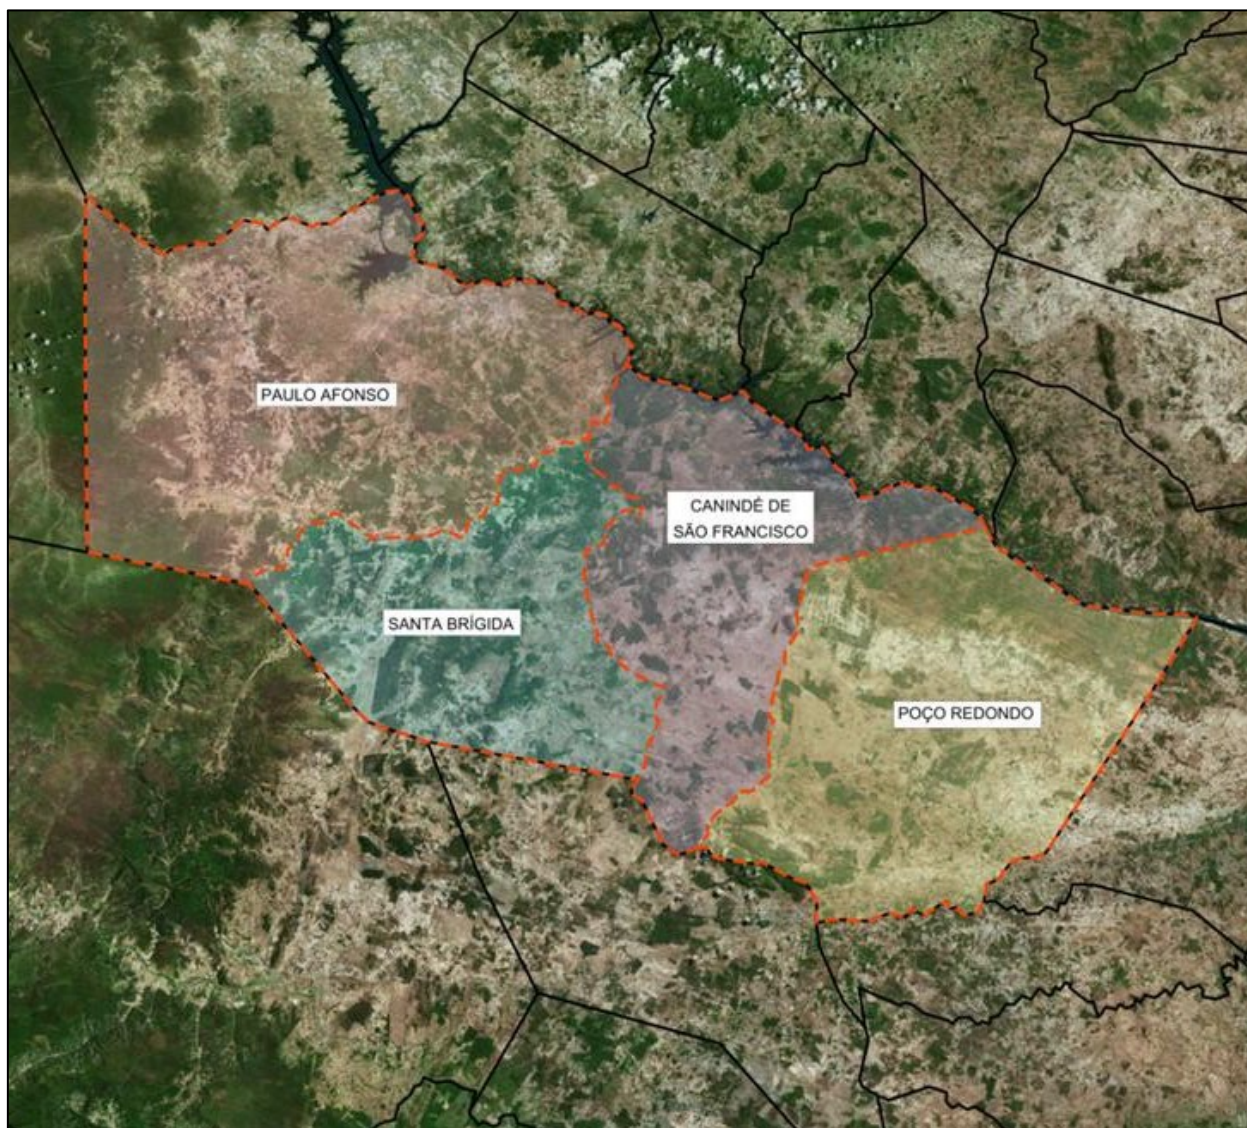 PAULO AFONSO
CANINDÉ DE
SÃO FRANCISCO
SANTA BRÍGIDA
POÇO REDONDO